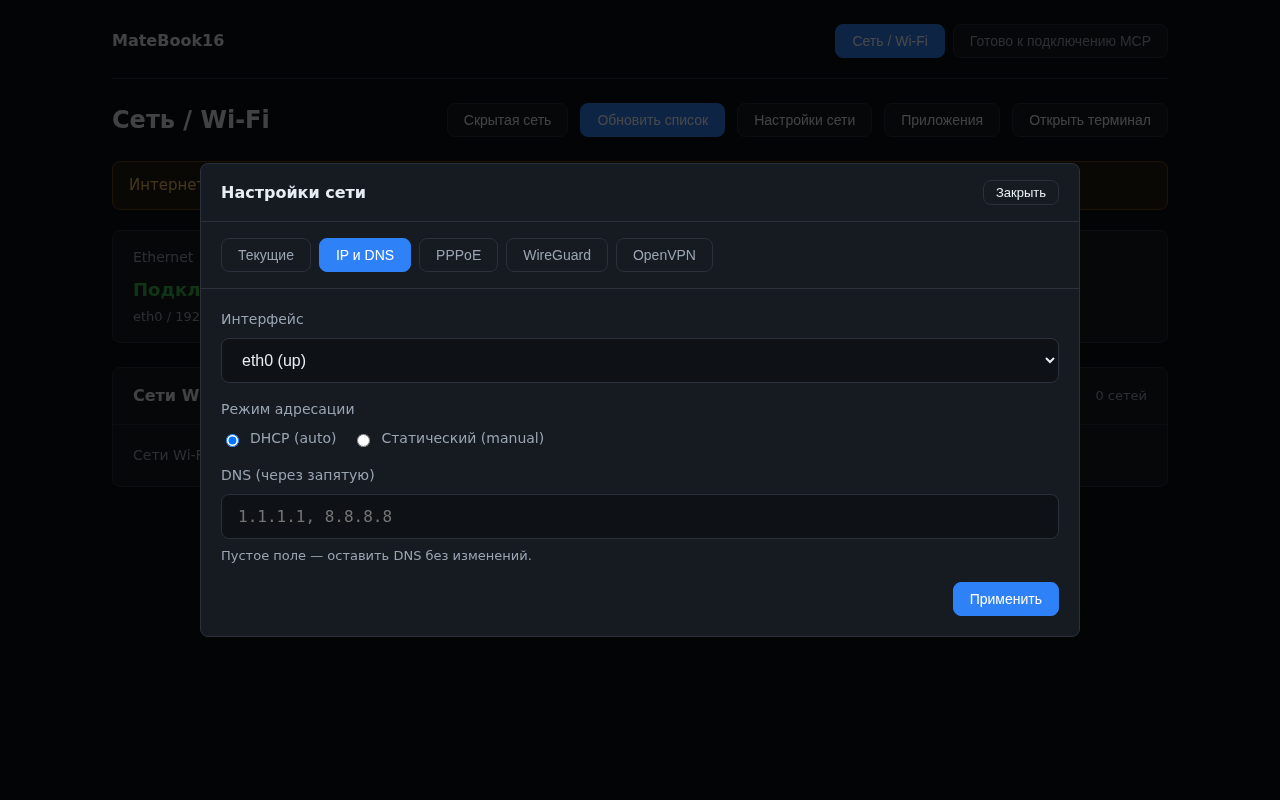 MateBook16
Сеть / Wi-Fi
Готово к подключению MCP
Сеть / Wi-Fi
Скрытая сеть
Обновить список
Настройки сети
Приложения
Открыть терминал
Интернет
Настройки сети
Закрыть
Ethernet
Текущие
IP и DNS
PPPoE
WireGuard
OpenVPN
Подкл
eth0 / 192
Интерфейс
eth0 (up)
Сети W
0 сетей
Режим адресации
DHCP (auto)
Статический (manual)
Сети Wi-F
DNS (через запятую)
1.1.1.1, 8.8.8.8
Пустое поле — оставить DNS без изменений.
Применить